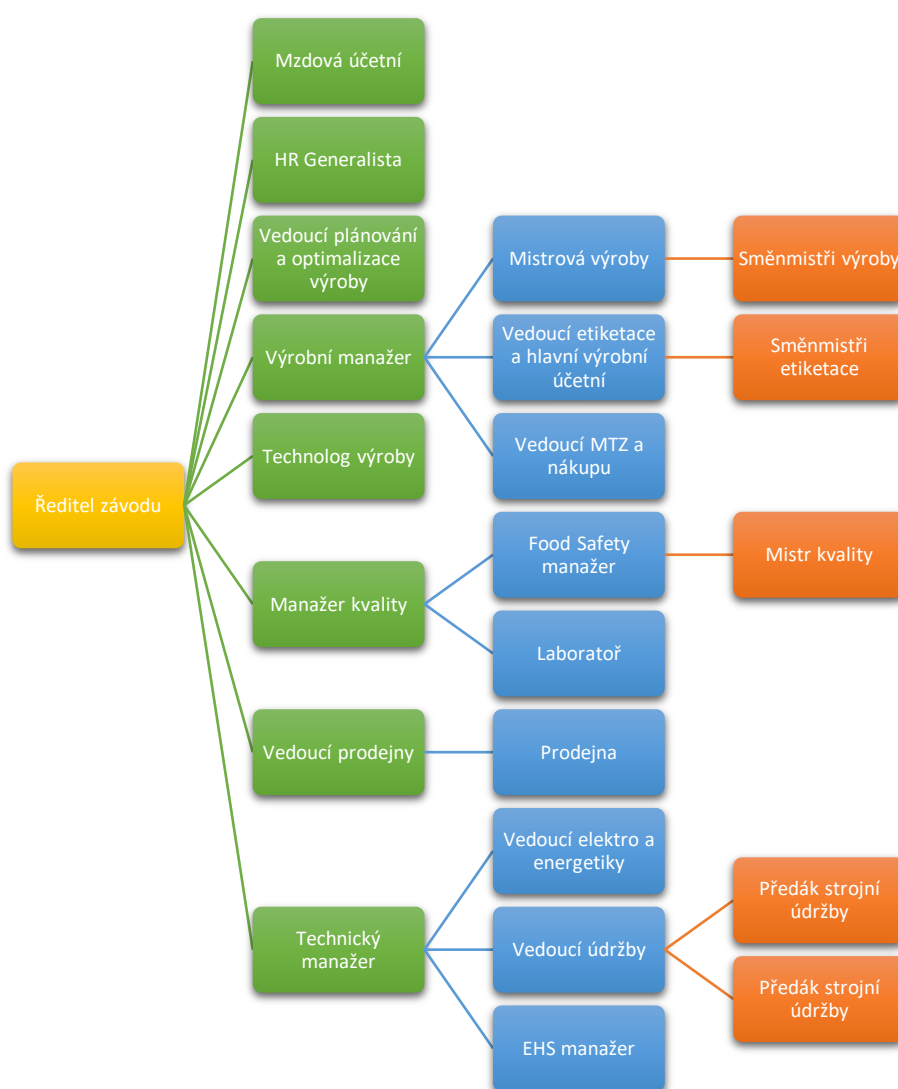 Mzdová účetní
HR Generalista
Vedoucí plánování
a optimalizace
výroby
Mistrová výroby
Směnmistři výroby
Výrobní manažer
Vedoucí etiketace
a hlavní výrobní
účetní
Směnmistři
etiketace
Vedoucí MTZ a
nákupu
Technolog výroby
Ředitel závodu
Food Safety
manažer
Mistr kvality
Manažer kvality
Laboratoř
Vedoucí prodejny
Prodejna
Vedoucí elektro a
energetiky
Předák strojní
údržby
Technický
manažer
Vedoucí údržby
Předák strojní
údržby
EHS manažer